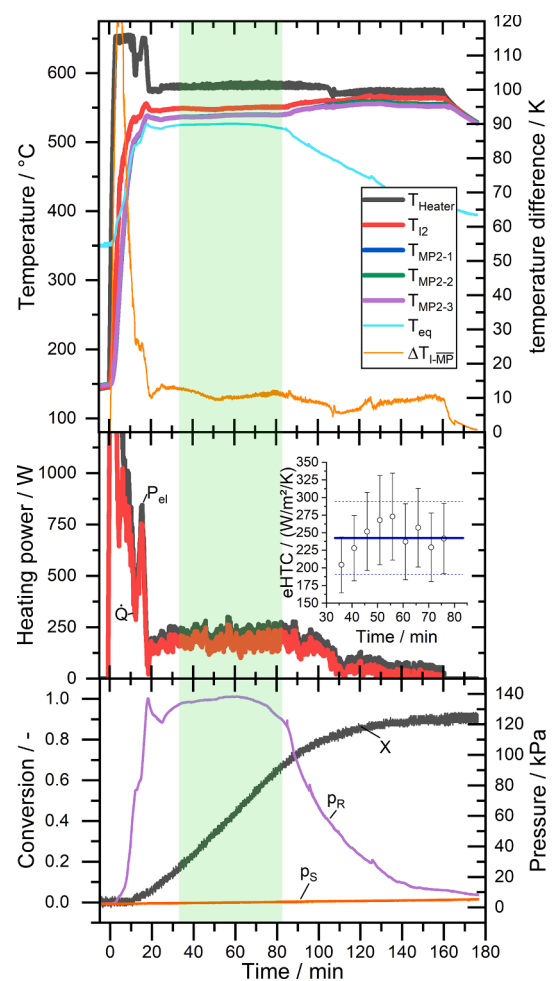 120
110
100
90
80
70
60
50
40
30
20
10
0
temperature difference / K
600
550
500
450
400
350
300
250
200
150
100
Temperature / °C
T_Heater
T_I2
T_MP2-1
T_MP2-2
T_MP2-3
T_eq
ΔT_I-M̅P̅
1000
750
500
250
0
Heating power / W
P_el
Q̇
350
325
300
275
250
225
200
175
150
eHTC / (W/m²/K)
30 40 50 60 70 80
Time / min
1.0
0.8
0.6
0.4
0.2
0.0
Conversion / -
140
120
100
80
60
40
20
0
Pressure / kPa
X
p_R
p_S
0 20 40 60 80 100 120 140 160 180
Time / min